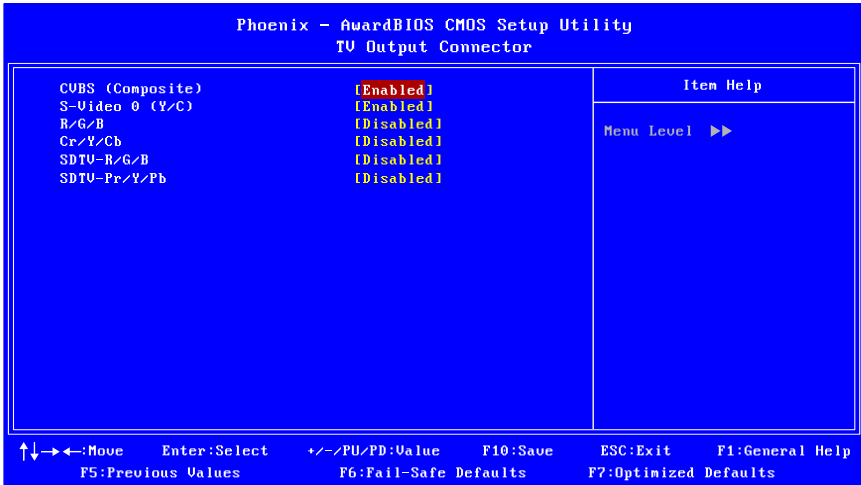 Phoenix - AwardBIOS CMOS Setup Utility
TV Output Connector
CVBS (Composite) [Enabled]
S-Video 0 (Y/C) [Enabled]
R/G/B [Disabled]
Cr/Y/Cb [Disabled]
SDTV-R/G/B [Disabled]
SDTV-Pr/Y/Pb [Disabled]
Item Help
Menu Level ▶▶
↑↓→←:Move Enter:Select +/-/PU/PD:Value F10:Save ESC:Exit F1:General Help
F5:Previous Values F6:Fail-Safe Defaults F7:Optimized Defaults